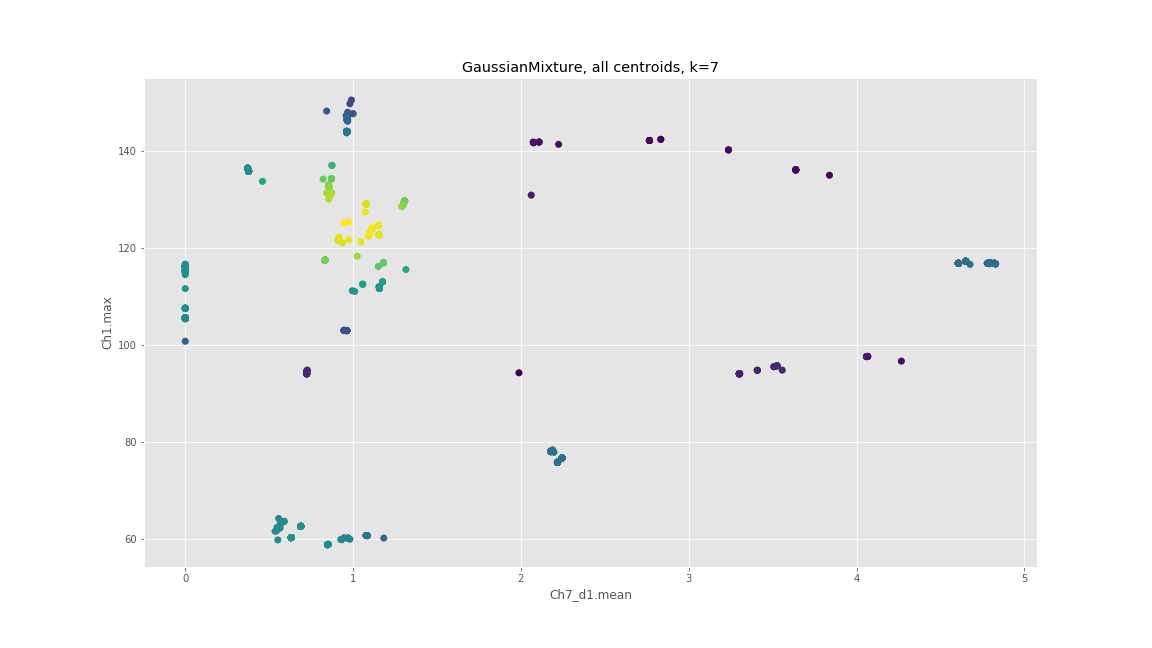 GaussianMixture, all centroids, k=7
140
120
100
80
60
Ch1.max
0 1 2 3 4 5
Ch7_d1.mean